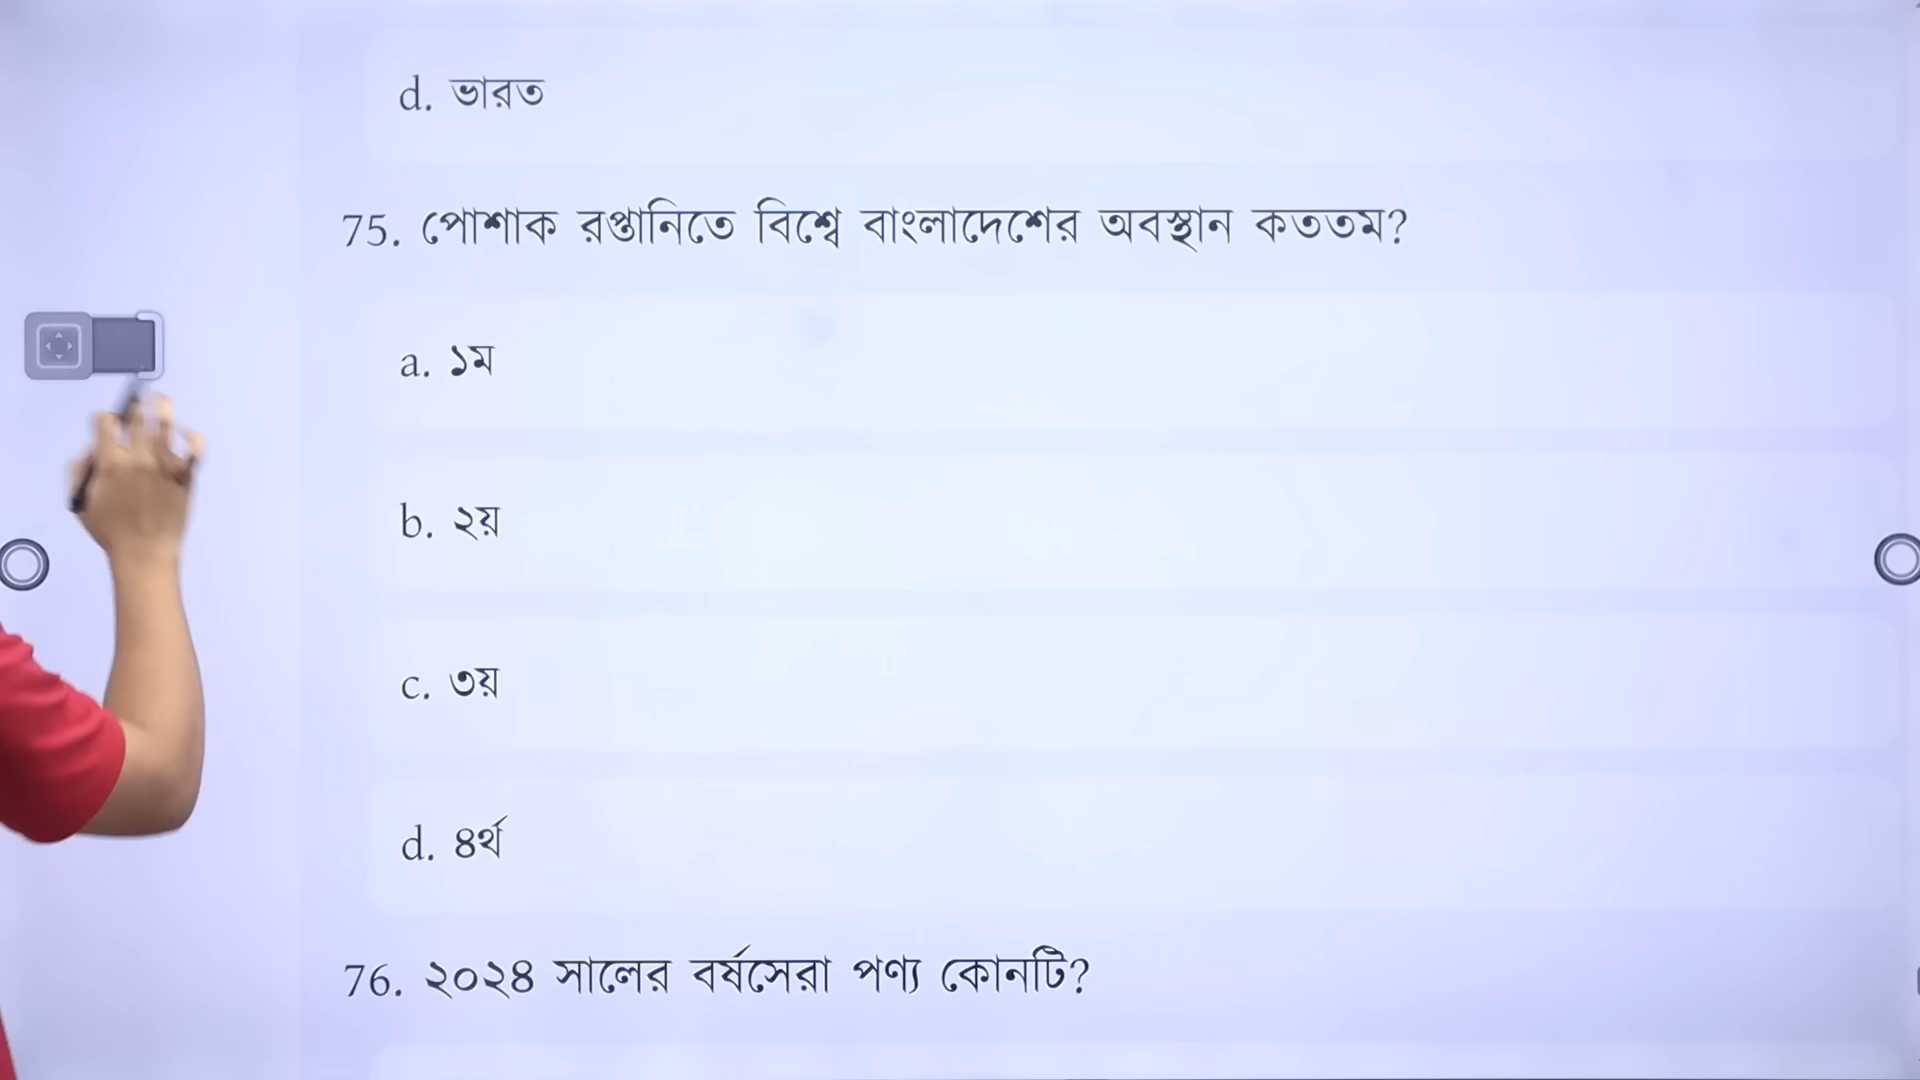 d. ভারত
75. পোশাক রপ্তানিতে বিশ্বে বাংলাদেশের অবস্থান কততম?
a. ১ম
b. ২য়
c. ৩য়
d. ৪র্থ
76. ২০২৪ সালের বর্ষসেরা পণ্য কোনটি?